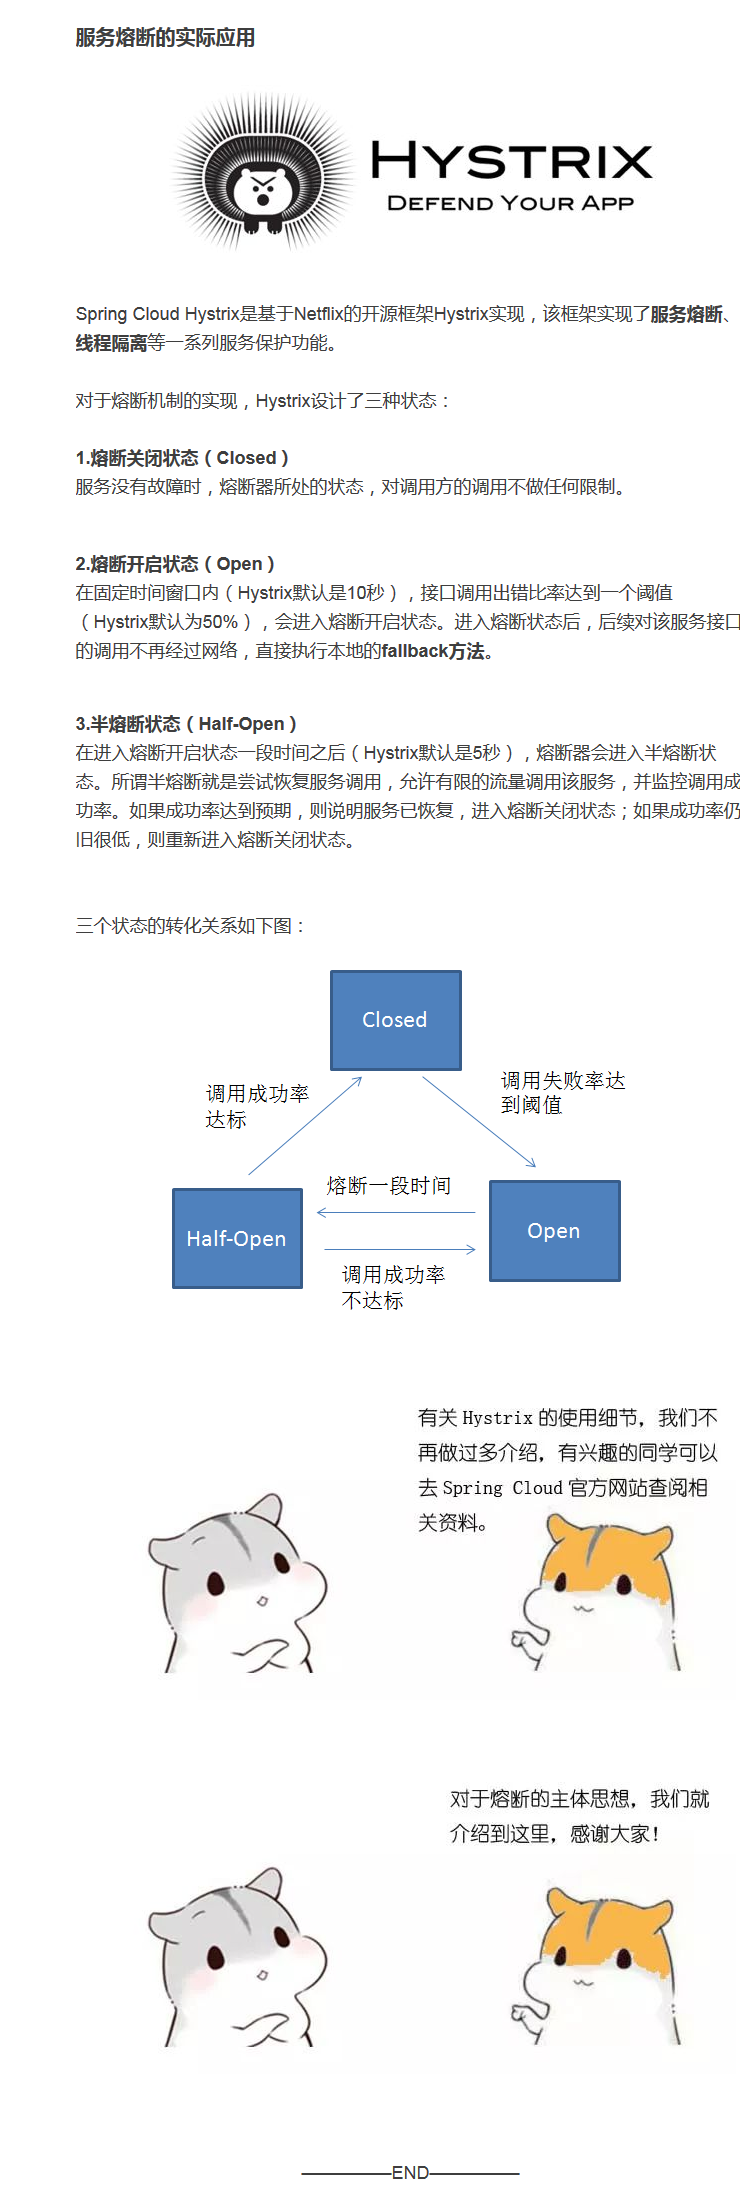 服务熔断的实际应用
HYSTRIX
DEFEND YOUR APP
Spring Cloud Hystrix是基于Netflix的开源框架Hystrix实现，该框架实现了服务熔断、
线程隔离等一系列服务保护功能。
对于熔断机制的实现，Hystrix设计了三种状态：
1.熔断关闭状态（Closed）
服务没有故障时，熔断器所处的状态，对调用方的调用不做任何限制。
2.熔断开启状态（Open）
在固定时间窗口内（Hystrix默认是10秒），接口调用出错比率达到一个阈值
（Hystrix默认为50%），会进入熔断开启状态。进入熔断状态后，后续对该服务接口
的调用不再经过网络，直接执行本地的fallback方法。
3.半熔断状态（Half-Open）
在进入熔断开启状态一段时间之后（Hystrix默认是5秒），熔断器会进入半熔断状
态。所谓半熔断就是尝试恢复服务调用，允许有限的流量调用该服务，并监控调用成
功率。如果成功率达到预期，则说明服务已恢复，进入熔断关闭状态；如果成功率仍
旧很低，则重新进入熔断关闭状态。
三个状态的转化关系如下图：
Closed
调用成功率
达标
调用失败率达
到阈值
熔断一段时间
Half-Open
Open
调用成功率
不达标
有关 Hystrix 的使用细节，我们不
再做过多介绍，有兴趣的同学可以
去 Spring Cloud 官方网站查阅相
关资料。
对于熔断的主体思想，我们就
介绍到这里，感谢大家！
—————END—————